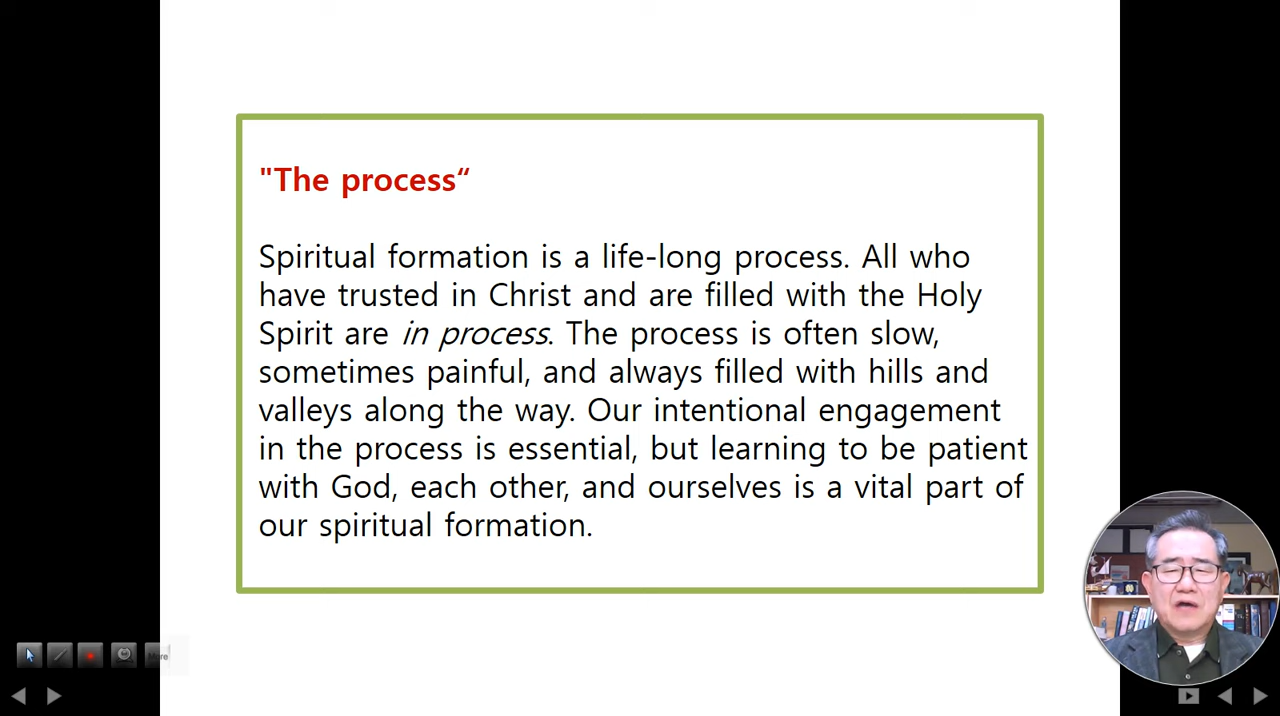 "The process“
Spiritual formation is a life-long process. All who
have trusted in Christ and are filled with the Holy
Spirit are in process. The process is often slow,
sometimes painful, and always filled with hills and
valleys along the way. Our intentional engagement
in the process is essential, but learning to be patient
with God, each other, and ourselves is a vital part of
our spiritual formation.
More